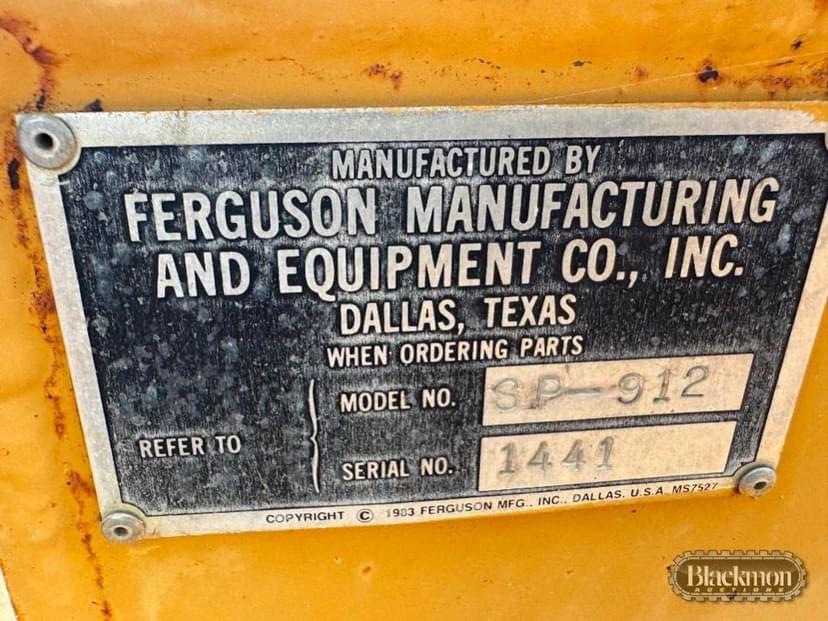 MANUFACTURED BY
FERGUSON MANUFACTURING
AND EQUIPMENT CO., INC.
DALLAS, TEXAS
WHEN ORDERING PARTS
REFER TO
MODEL NO. SP-912
SERIAL NO. 1441
COPYRIGHT © 1983 FERGUSON MFG., INC., DALLAS, U.S.A. MS7527
Blackmon
AUCTIONS